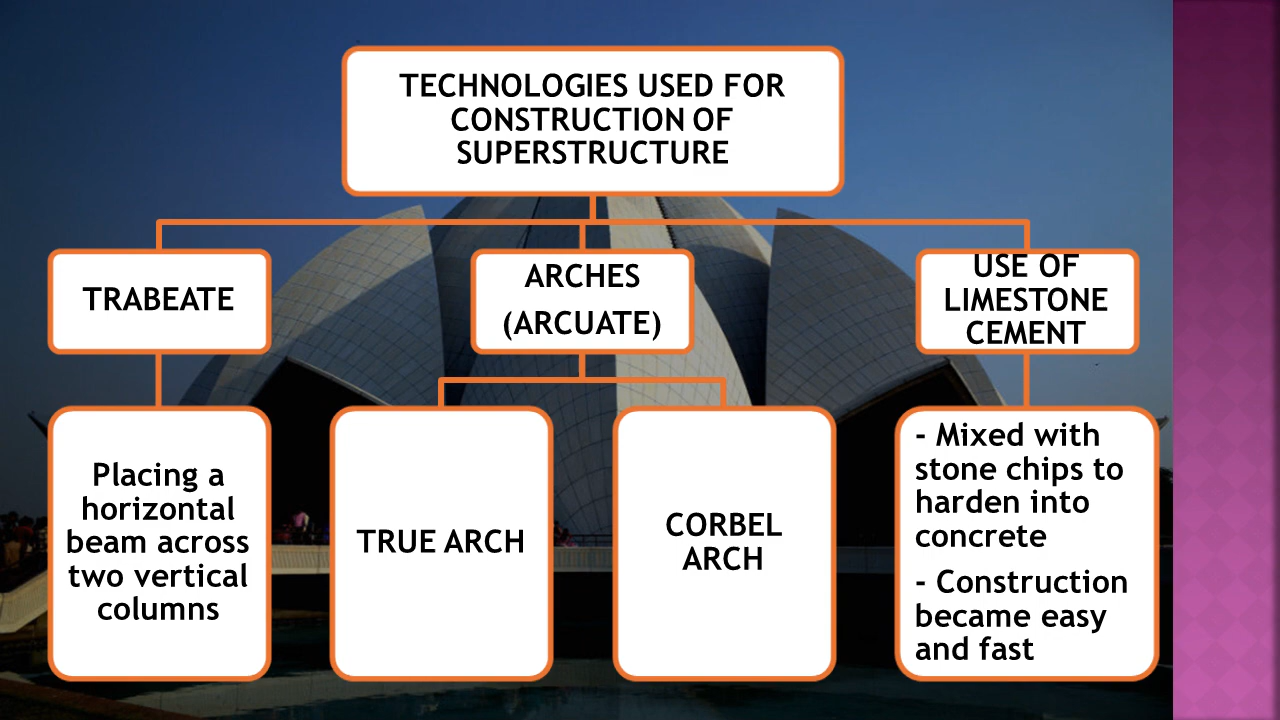 TECHNOLOGIES USED FOR
CONSTRUCTION OF
SUPERSTRUCTURE
TRABEATE
ARCHES
(ARCUATE)
USE OF
LIMESTONE
CEMENT
Placing a
horizontal
beam across
two vertical
columns
TRUE ARCH
CORBEL
ARCH
- Mixed with
stone chips to
harden into
concrete
- Construction
became easy
and fast